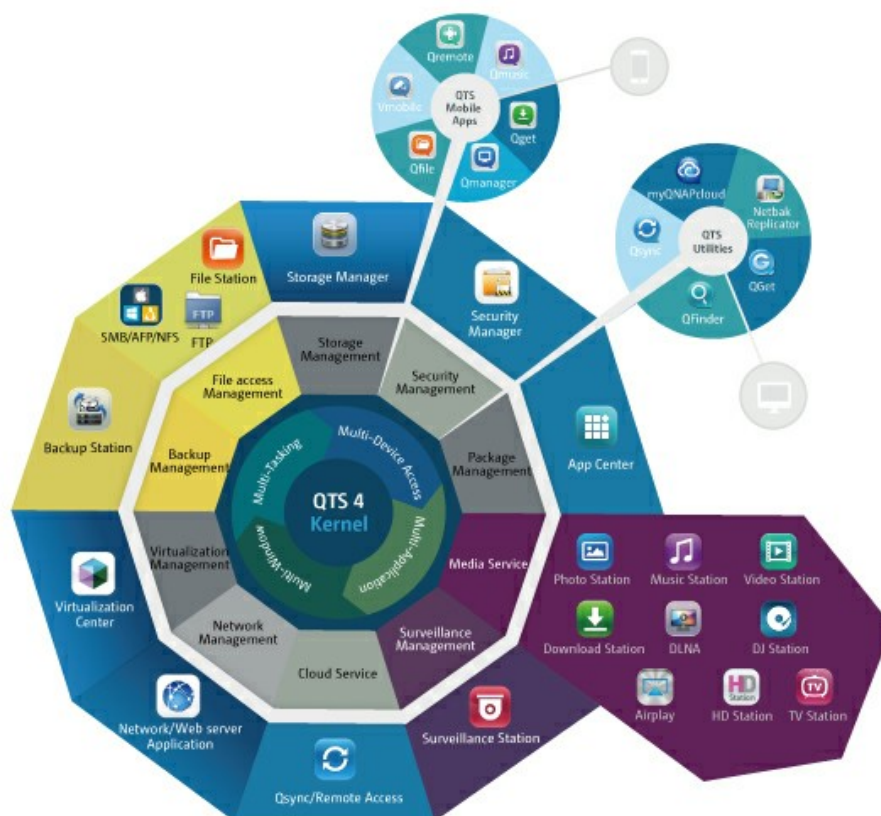 Qremote
Qmusic
Vmobile
QTS
Mobile
Apps
Qget
Qfile
Qmanager
myQNAPcloud
Netbak
Replicator
Qsync
QTS
Utilities
QGet
QFinder
File Station
Storage Manager
Security
Manager
SMB/AFP/NFS
FTP
FTP
Storage
Management
Security
Management
File access
Management
Backup Station
Backup
Management
Package
Management
App Center
Multi-Tasking
Multi-Device Access
Multi-Window
Multi-Application
QTS 4
Kernel
Virtualization
Management
Media Service
Virtualization
Center
Network
Management
Surveillance
Management
Cloud Service
Photo Station
Music Station
Video Station
Download Station
DLNA
DJ Station
Airplay
HD
Station
HD Station
TV
TV Station
Network/Web server
Application
Surveillance Station
Qsync/Remote Access